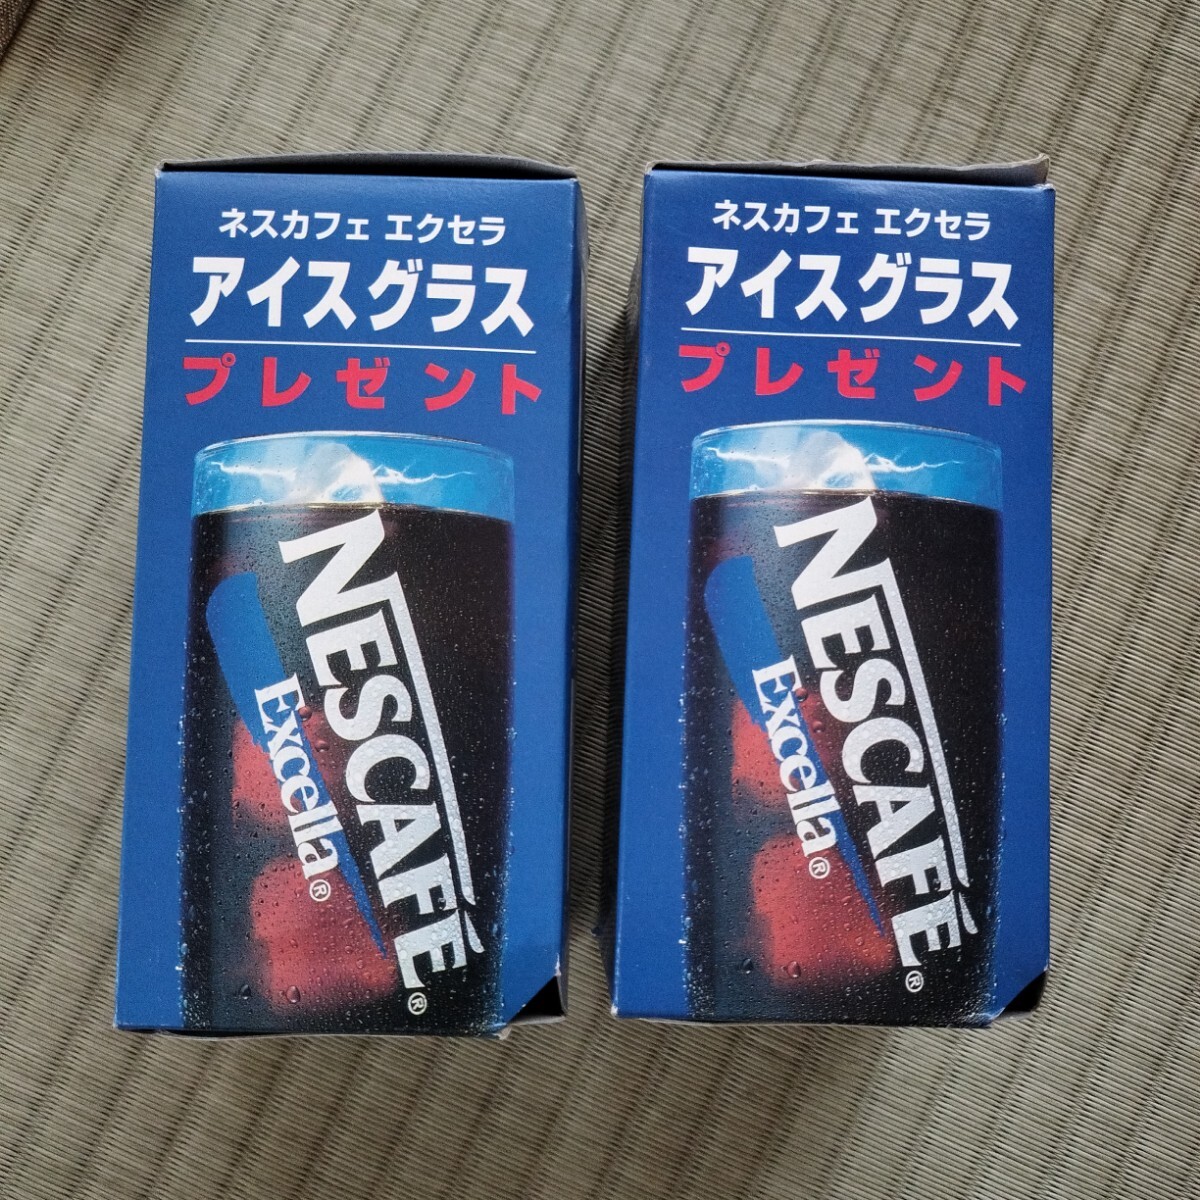 ネスカフェ エクセラ
アイスグラス
プレゼント
NESCAFÉ®
Excella®
ネスカフェ エクセラ
アイスグラス
プレゼント
NESCAFÉ®
Excella®